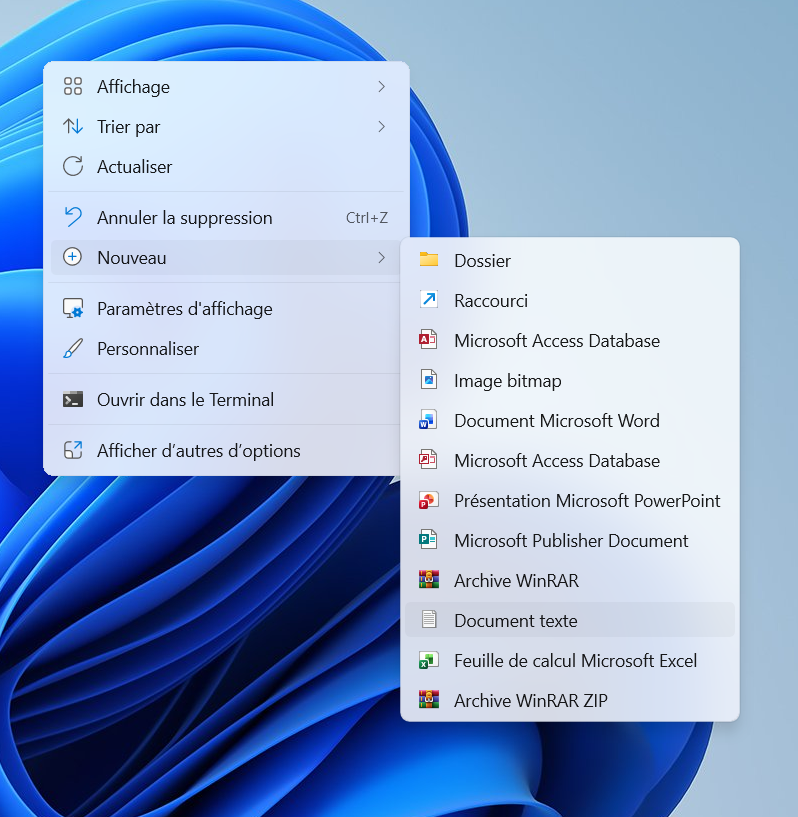 Affichage
Trier par
Actualiser
Annuler la suppression Ctrl+Z
Nouveau
Paramètres d'affichage
Personnaliser
Ouvrir dans le Terminal
Afficher d’autres d’options
Dossier
Raccourci
Microsoft Access Database
Image bitmap
Document Microsoft Word
Microsoft Access Database
Présentation Microsoft PowerPoint
Microsoft Publisher Document
Archive WinRAR
Document texte
Feuille de calcul Microsoft Excel
Archive WinRAR ZIP